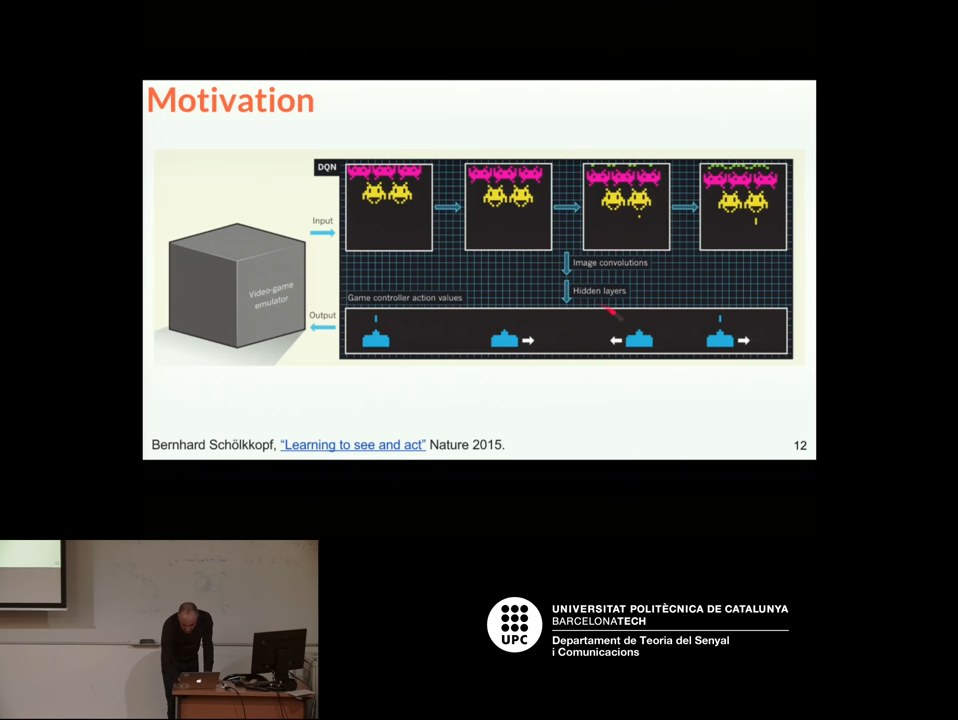 Motivation
DQN
Input
Video-game
emulator
Image convolutions
Hidden layers
Game controller action values
Output
Bernhard Schölkkopf, “Learning to see and act” Nature 2015.
12
UPC
UNIVERSITAT POLITÈCNICA DE CATALUNYA
BARCELONATECH
Departament de Teoria del Senyal
i Comunicacions